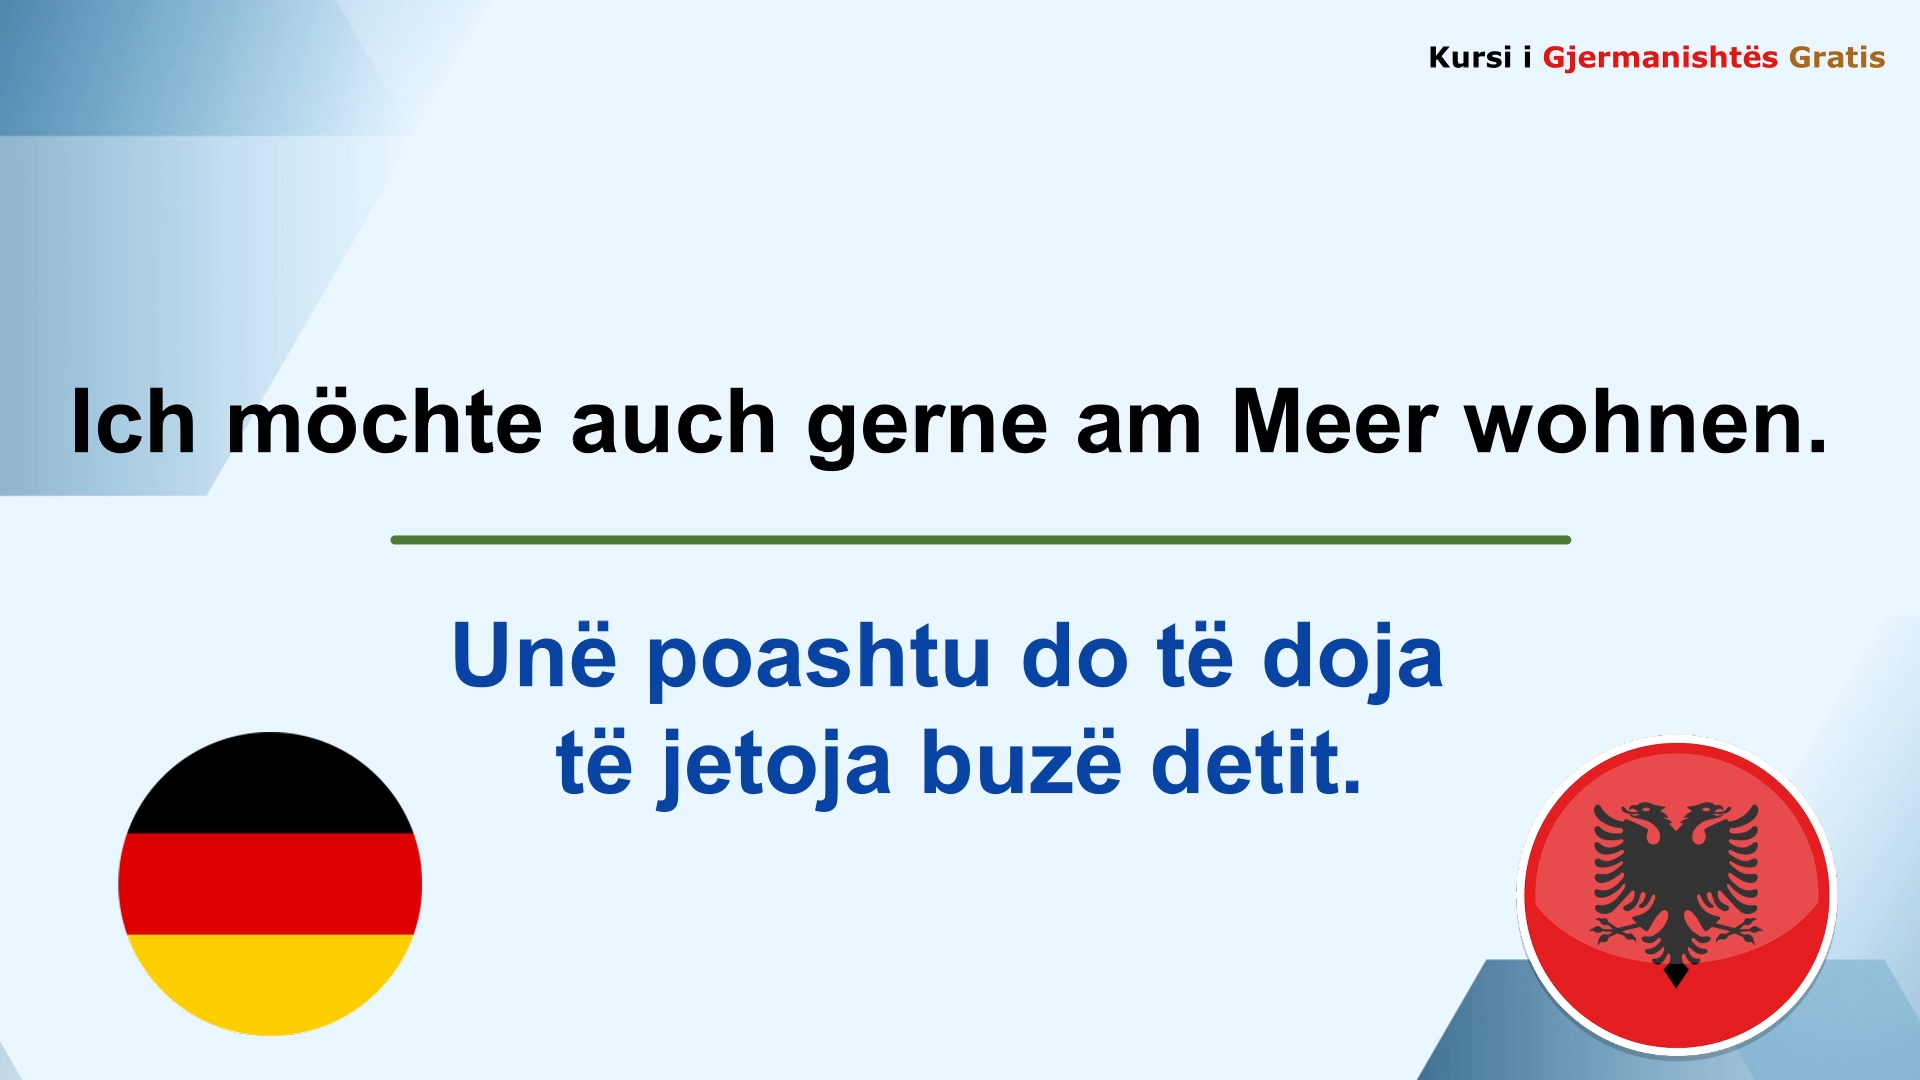 Kursi i Gjermanishtës Gratis
Ich möchte auch gerne am Meer wohnen.
Unë poashtu do të doja
të jetoja buzë detit.